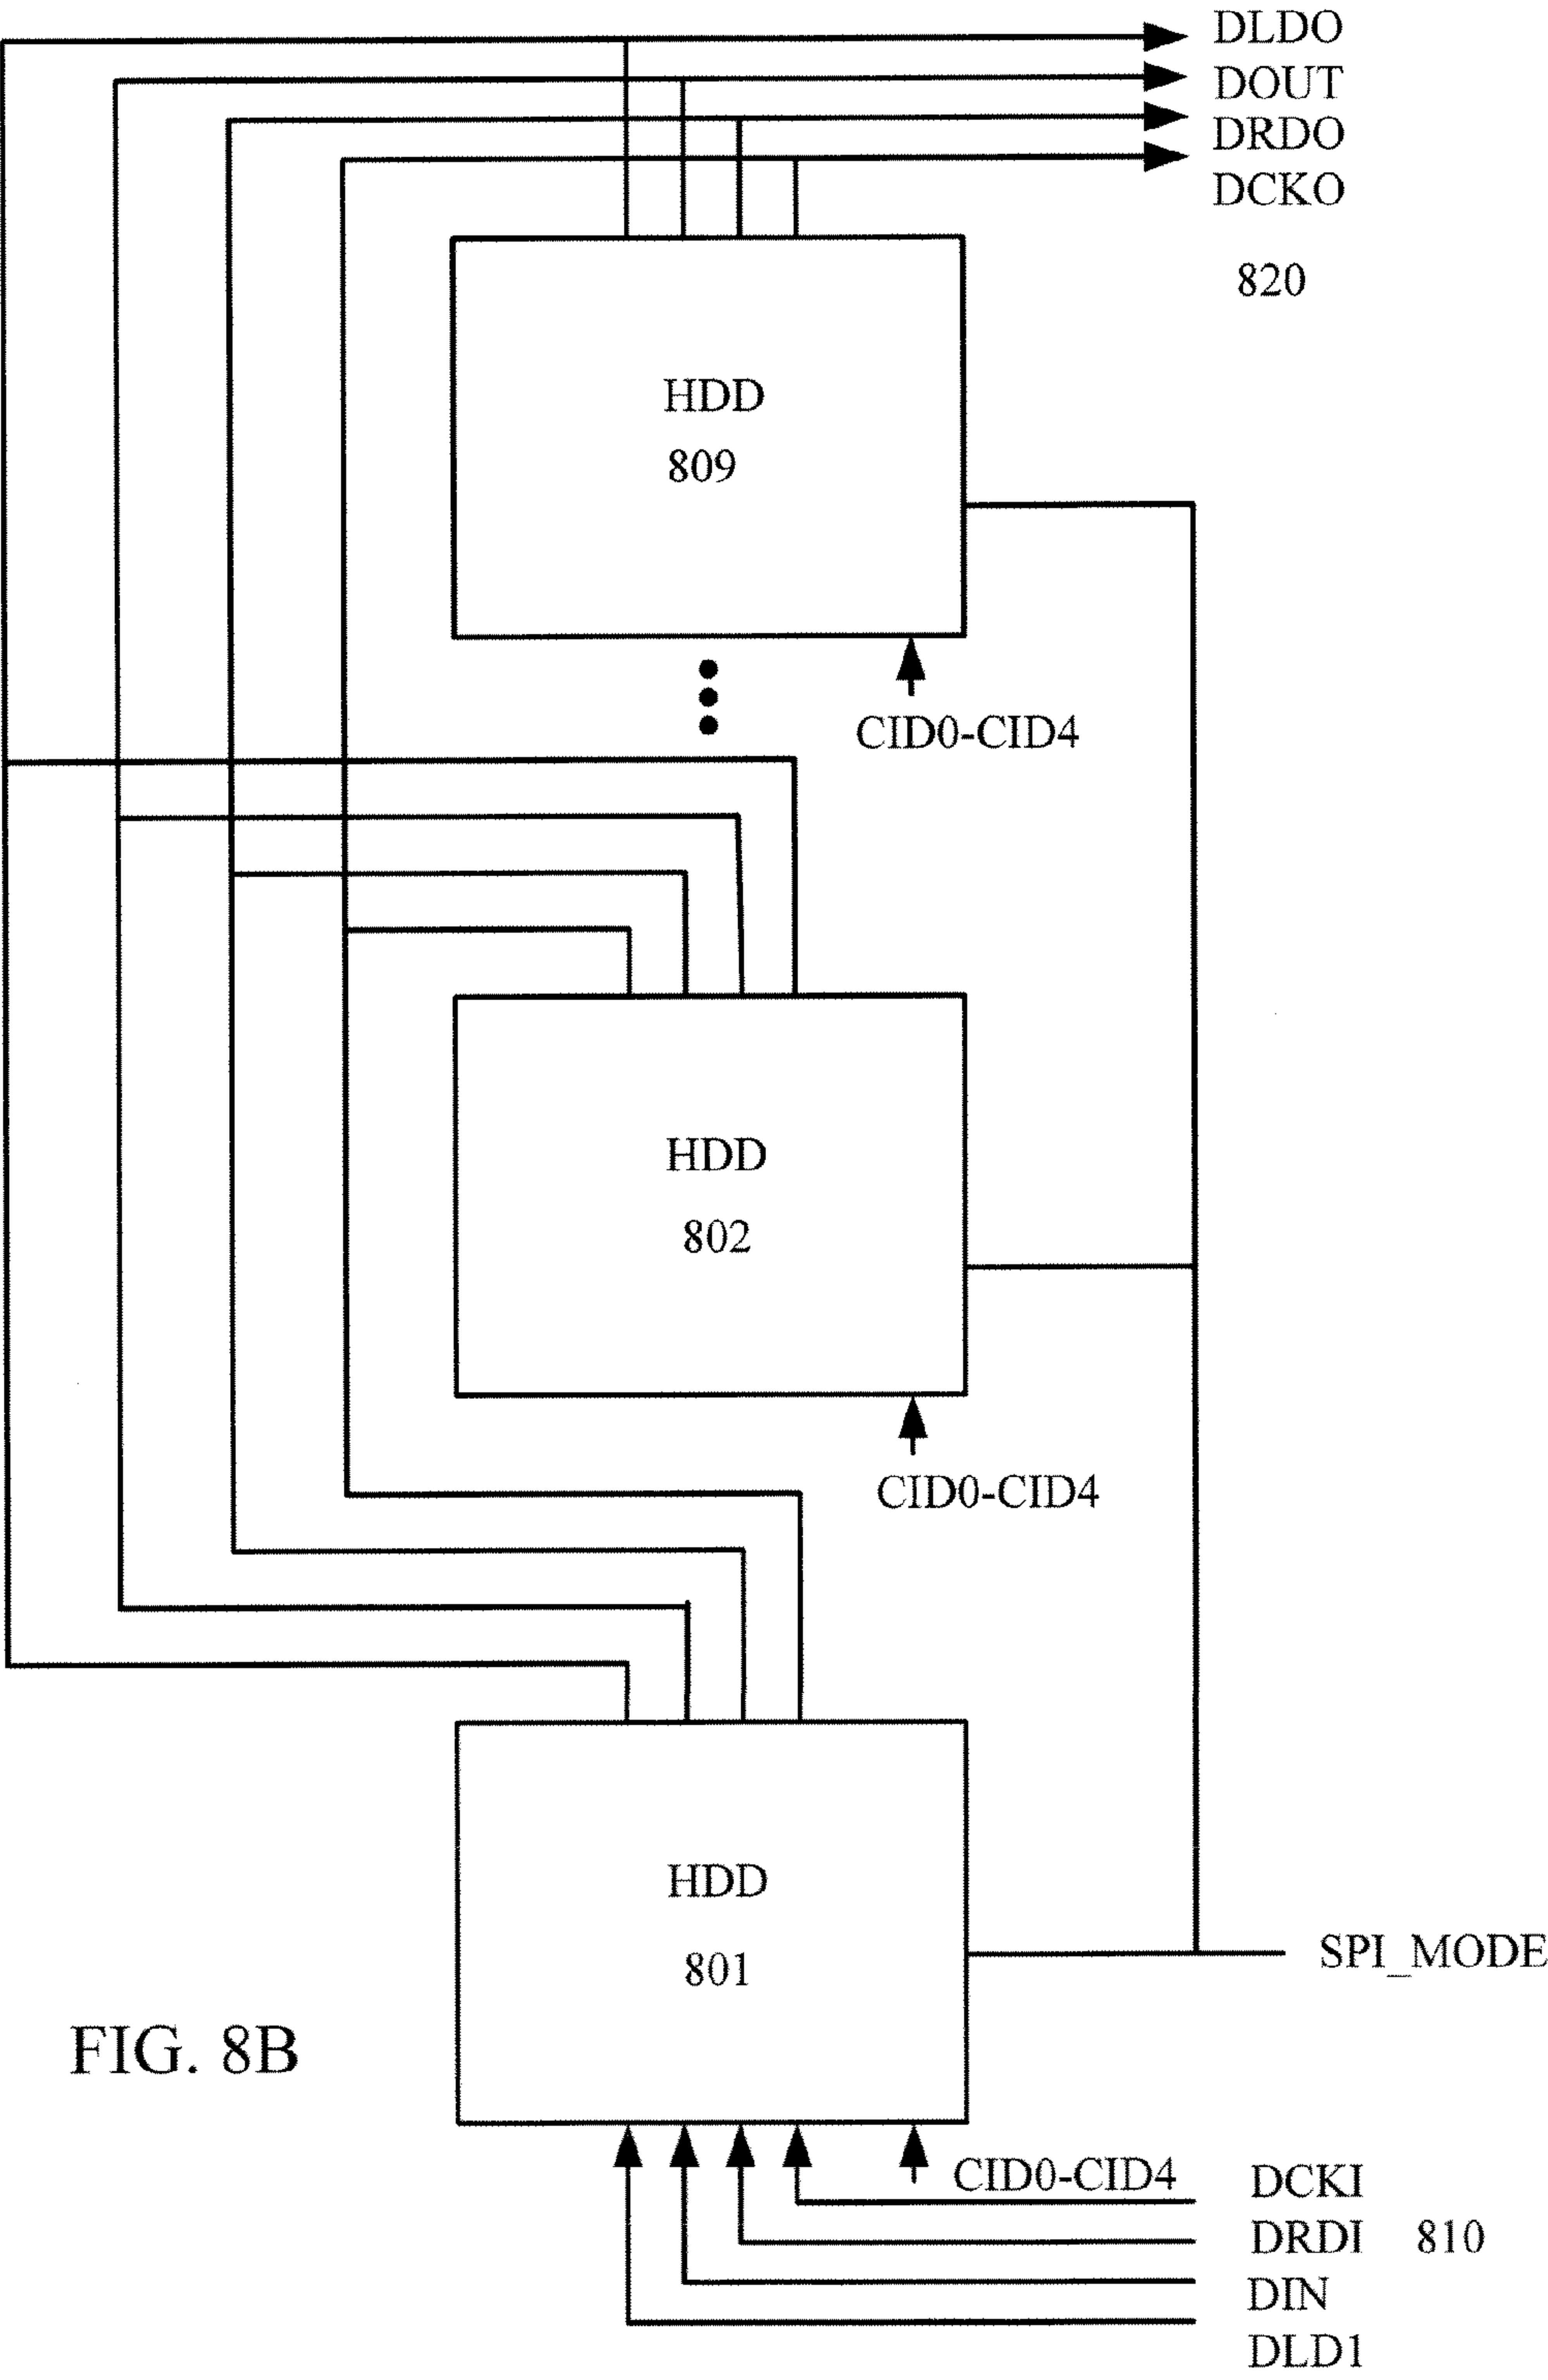 DLDO
DOUT
DRDO
DCKO
820
HDD
809
CID0-CID4
HDD
802
CID0-CID4
HDD
801
SPI_MODE
FIG. 8B
CID0-CID4
DCKI
DRDI 810
DIN
DLD1